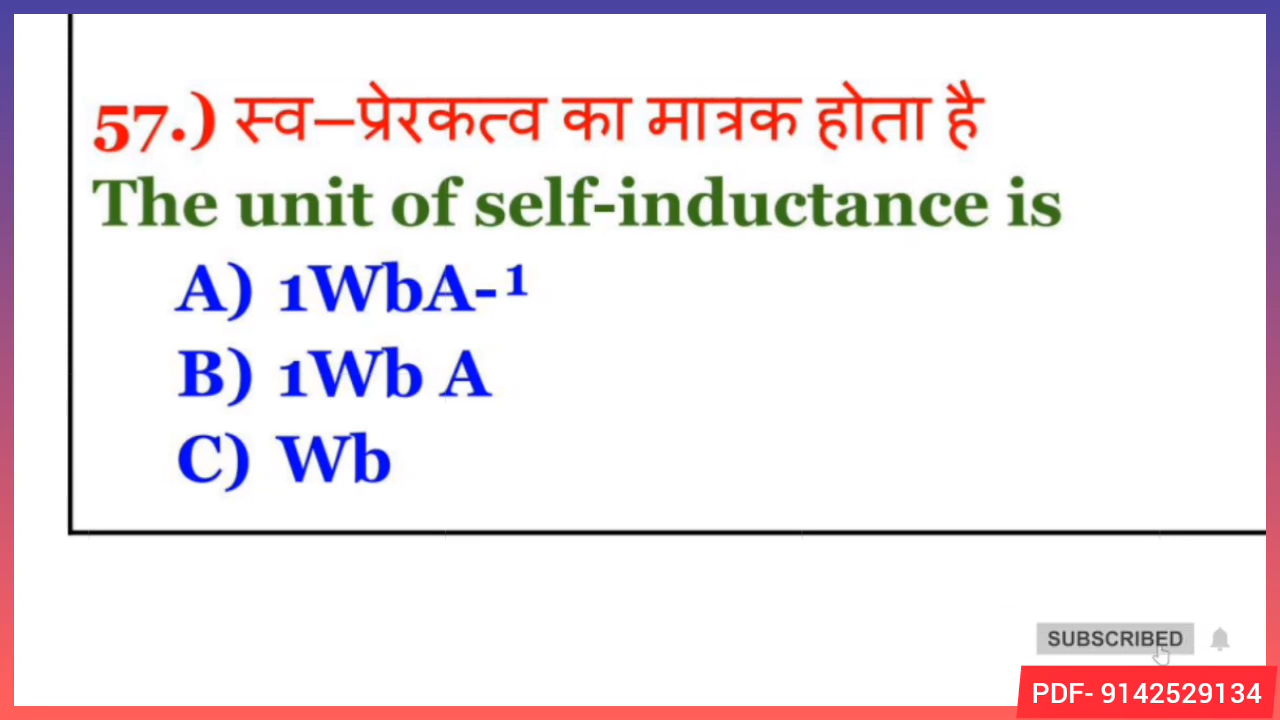 57.) स्व–प्रेरकत्व का मात्रक होता है
The unit of self-inductance is
A) 1WbA-¹
B) 1Wb A
C) Wb
SUBSCRIBED
PDF- 9142529134